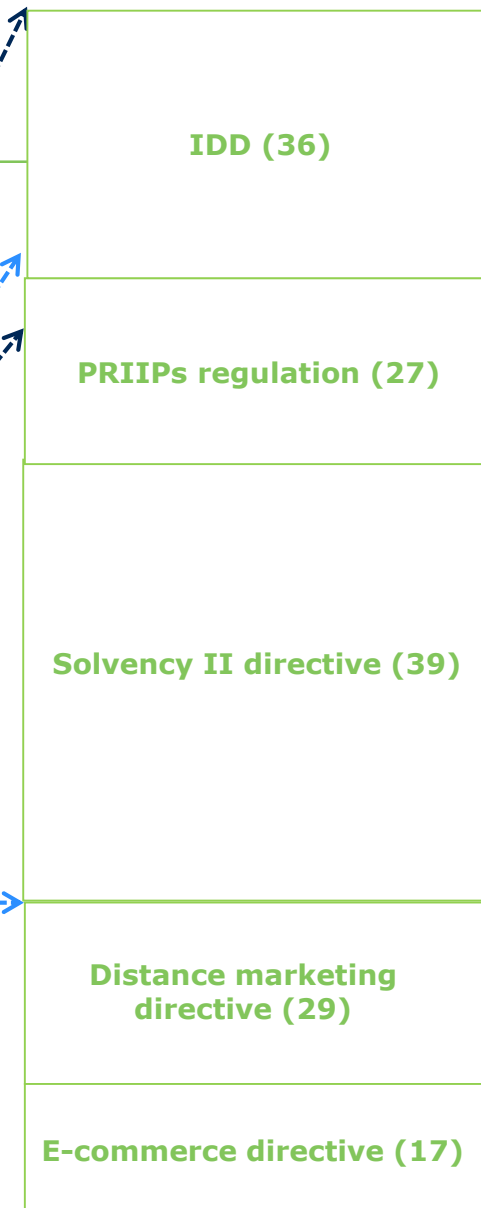 IDD (36)
PRIIPs regulation (27)
Solvency II directive (39)
Distance marketing
directive (29)
E-commerce directive (17)